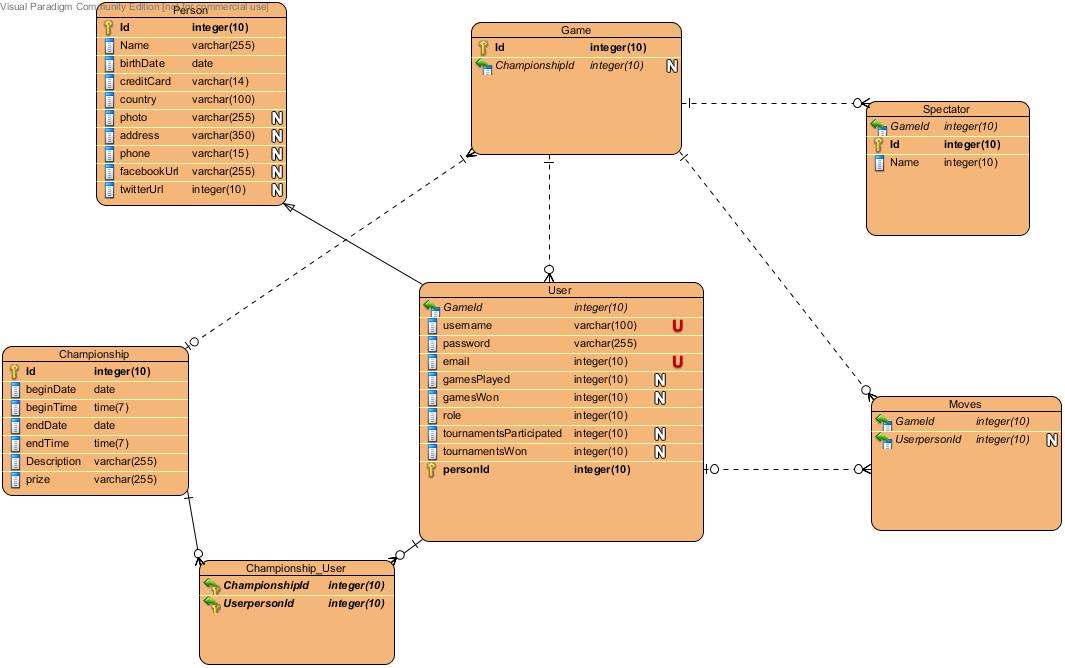 Visual Paradigm Community Edition [not for commercial use]
Person
Id integer(10)
Name varchar(255)
birthDate date
creditCard varchar(14)
country varchar(100)
photo varchar(255) N
address varchar(350) N
phone varchar(15) N
facebookUrl varchar(255) N
twitterUrl integer(10) N
Game
Id integer(10)
ChampionshipId integer(10) N
Spectator
GameId integer(10)
Id integer(10)
Name integer(10)
User
GameId integer(10)
username varchar(100) U
password varchar(255)
email integer(10) U
gamesPlayed integer(10) N
gamesWon integer(10) N
role integer(10)
tournamentsParticipated integer(10) N
tournamentsWon integer(10) N
personId integer(10)
Championship
Id integer(10)
beginDate date
beginTime time(7)
endDate date
endTime time(7)
Description varchar(255)
prize varchar(255)
Moves
GameId integer(10)
UserpersonId integer(10) N
Championship_User
ChampionshipId integer(10)
UserpersonId integer(10)